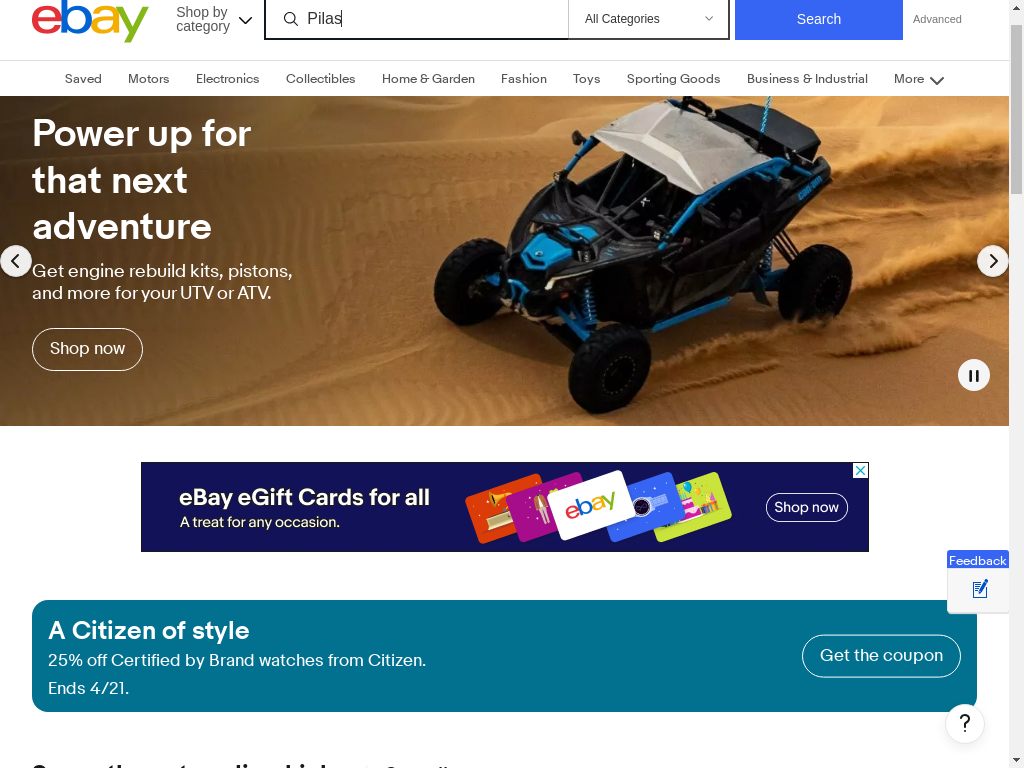 ebay
Shop by
category
Pilas
All Categories
Search
Advanced
Saved
Motors
Electronics
Collectibles
Home & Garden
Fashion
Toys
Sporting Goods
Business & Industrial
More
Power up for
that next
adventure
Get engine rebuild kits, pistons,
and more for your UTV or ATV.
Shop now
eBay eGift Cards for all
A treat for any occasion.
ebay
Shop now
Feedback
A Citizen of style
25% off Certified by Brand watches from Citizen.
Ends 4/21.
Get the coupon
?